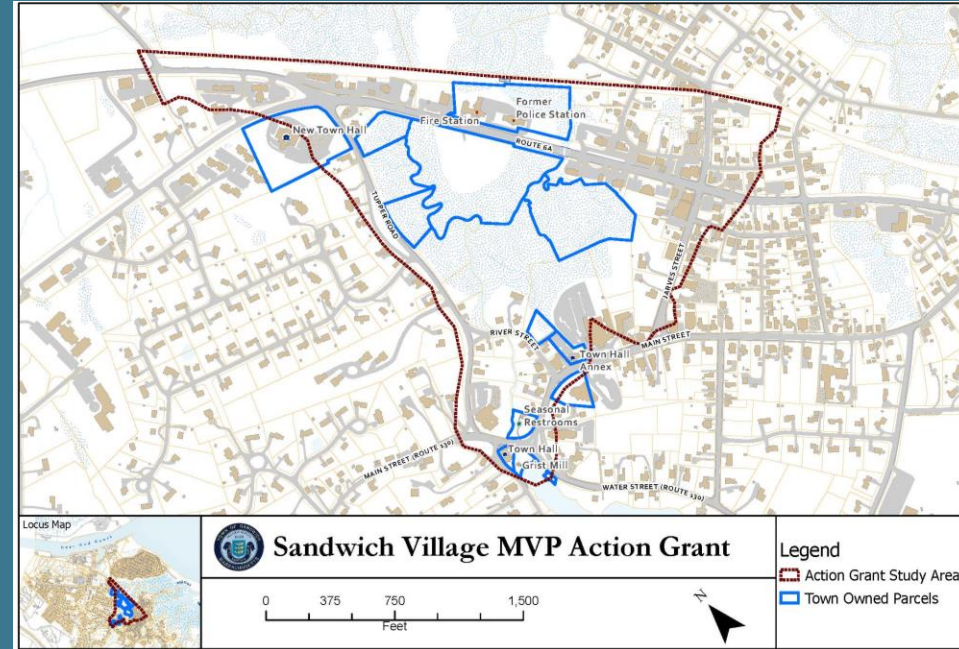 Former
Police Station
Fire Station
New Town Hall
ROUTE 6A
TUPPER ROAD
JARVES STREET
RIVER STREET
MAIN STREET
Town Hall
Annex
Seasonal
Restrooms
Town Hall
Grist Mill
MAIN STREET (ROUTE 130)
WATER STREET (ROUTE 130)
Locus Map
Sandwich Village MVP Action Grant
0 375 750 1,500
Feet
N
Legend
Action Grant Study Area
Town Owned Parcels